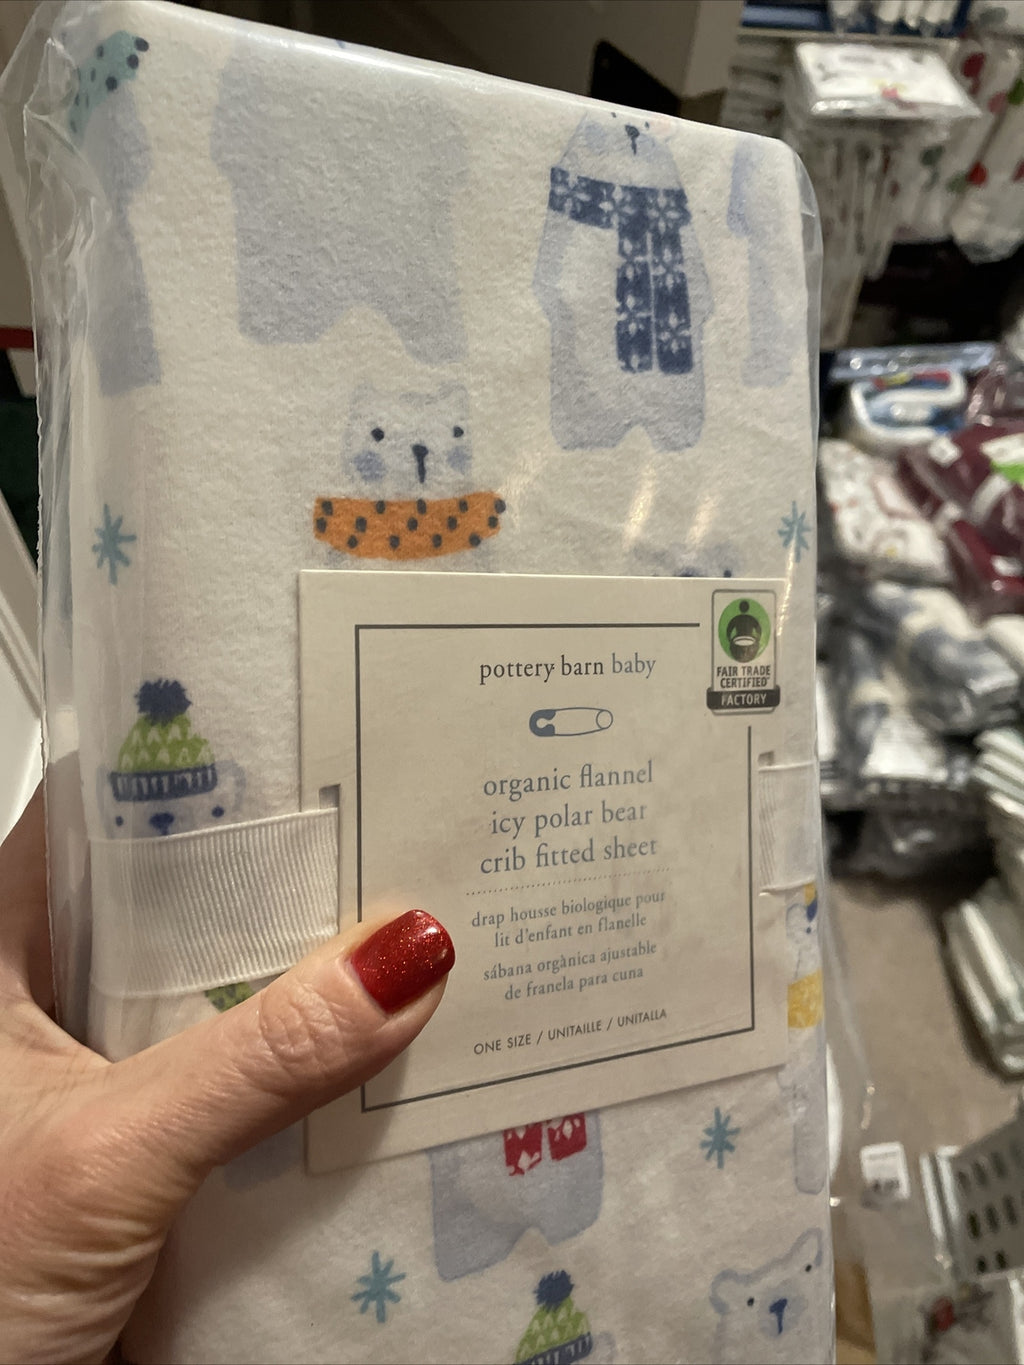 pottery barn baby
FAIR TRADE
CERTIFIED
FACTORY
organic flannel
icy polar bear
crib fitted sheet
drap housse biologique pour
lit d'enfant en flanelle
sábana orgànica ajustable
de franela para cuna
ONE SIZE / UNITAILLE / UNITALLA